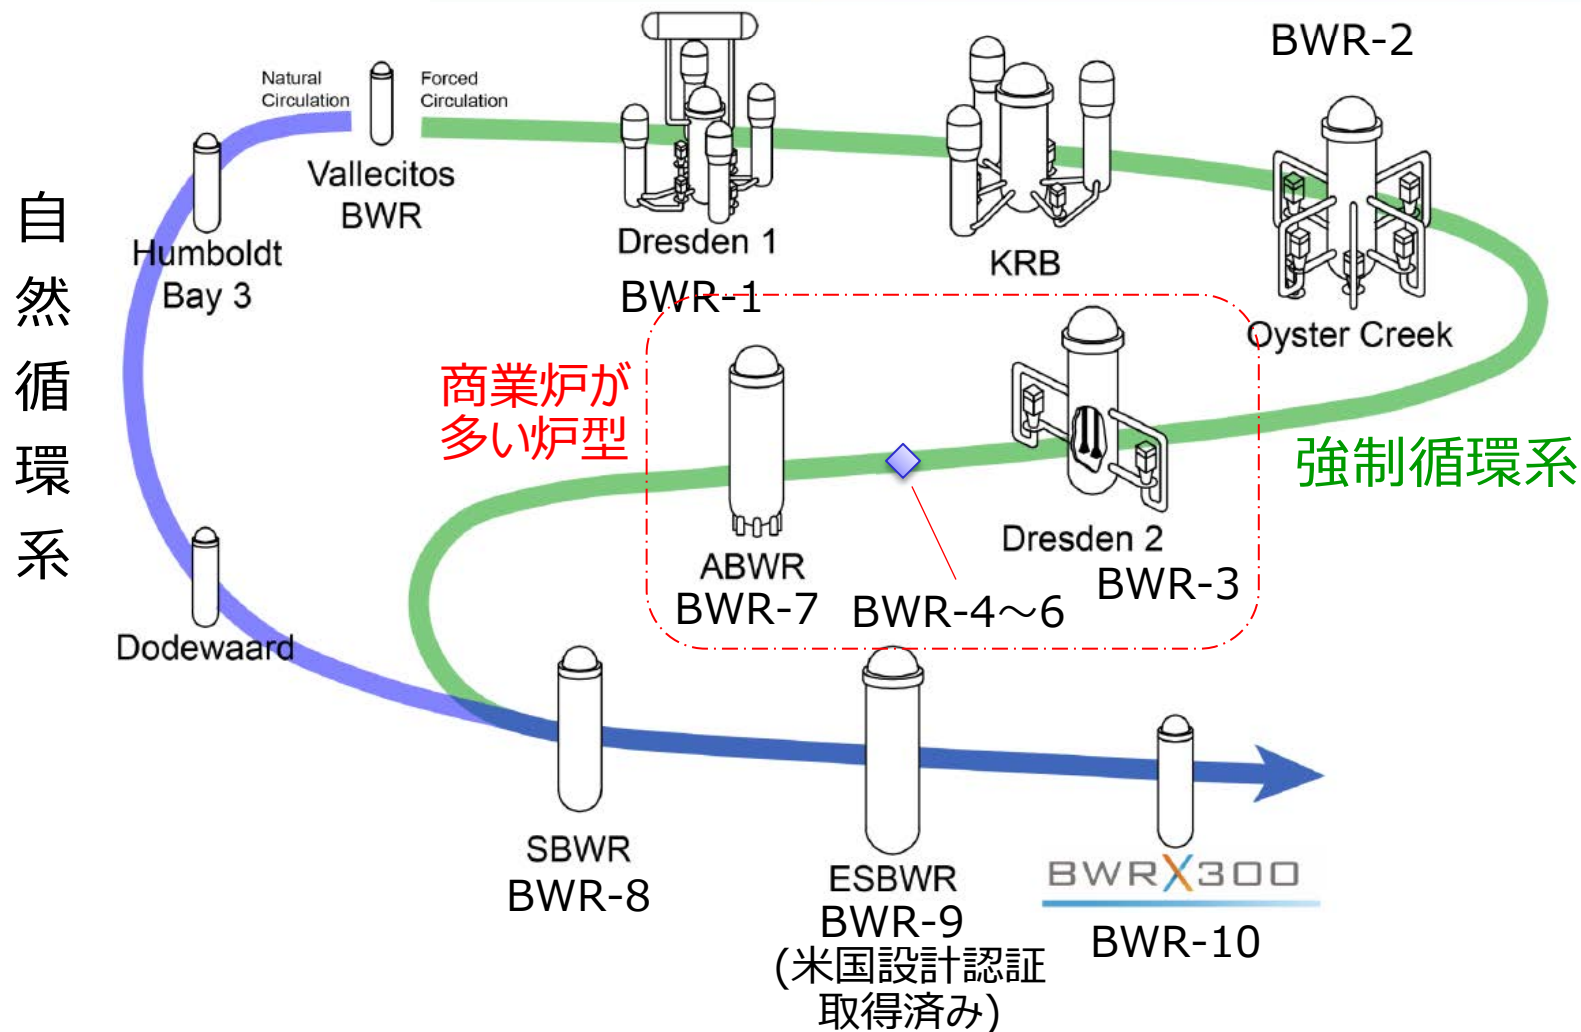 BWR-2
Natural
Circulation
Forced
Circulation
Vallecitos
BWR
Dresden 1
BWR-1
KRB
Oyster Creek
Humboldt
Bay 3
自然循環系
商業炉が
多い炉型
強制循環系
Dresden 2
BWR-3
ABWR
BWR-7
BWR-4～6
Dodewaard
SBWR
BWR-8
ESBWR
BWR-9
(米国設計認証
取得済み)
BWRX300
BWR-10